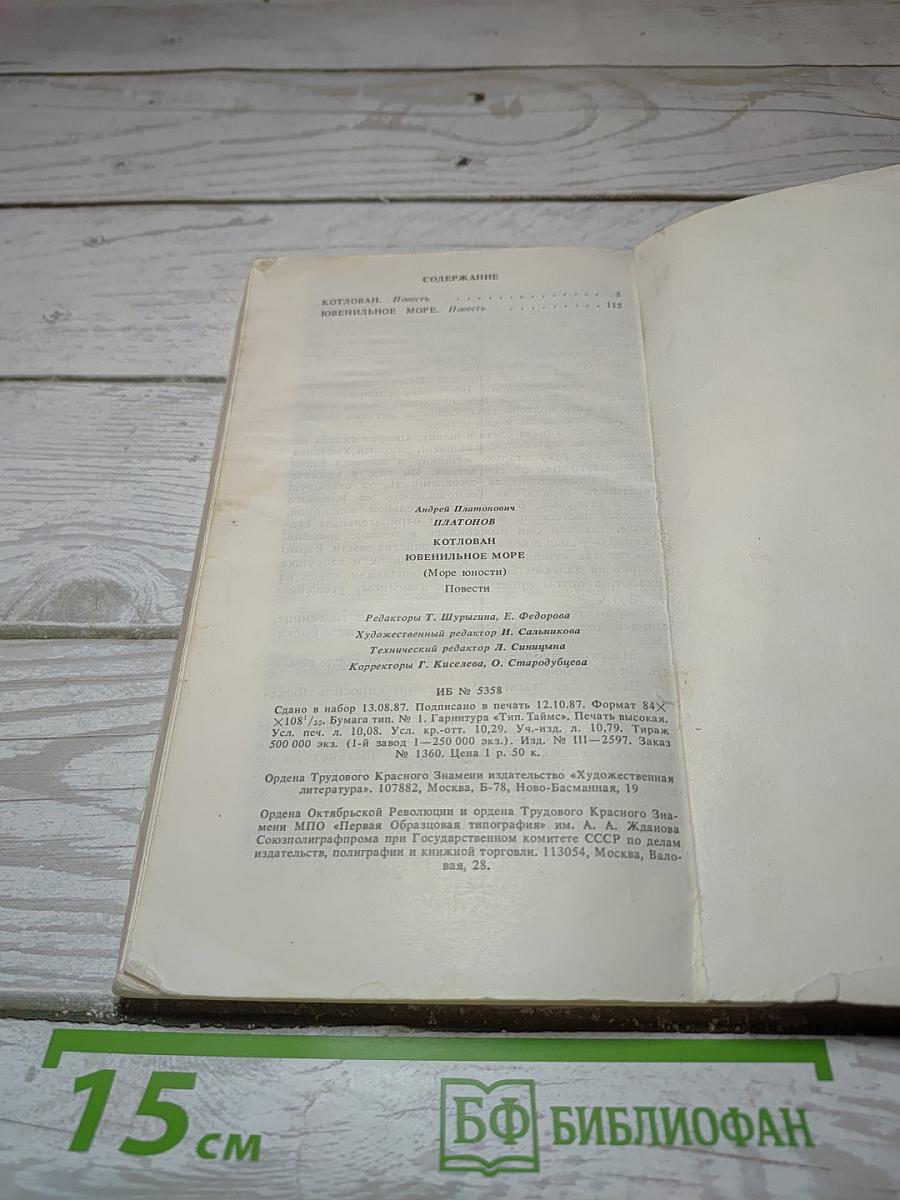 СОДЕРЖАНИЕ
КОТЛОВАН. Повесть . . . . . . . . . . . . . . 3
ЮВЕНИЛЬНОЕ МОРЕ. Повесть . . . . . . . . . 115
Андрей Платонович
ПЛАТОНОВ
КОТЛОВАН
ЮВЕНИЛЬНОЕ МОРЕ
(Море юности)
Повести
Редакторы Т. Шурыгина, Е. Федорова
Художественный редактор И. Сальникова
Технический редактор Л. Синицына
Корректоры Г. Киселева, О. Стародубцева
ИБ № 5358
Сдано в набор 13.08.87. Подписано в печать 12.10.87. Формат 84×
×108¹/₃₂. Бумага тип. № 1. Гарнитура «Тип. Таймс». Печать высокая.
Усл. печ. л. 10,08. Усл. кр.-отт. 10,29. Уч.-изд. л. 10,79. Тираж
500 000 экз. (1-й завод 1—250 000 экз.). Изд. № III—2597. Заказ
№ 1360. Цена 1 р. 50 к.
Ордена Трудового Красного Знамени издательство «Художественная
литература». 107882, Москва, Б-78, Ново-Басманная, 19
Ордена Октябрьской Революции и ордена Трудового Красного Зна-
мени МПО «Первая Образцовая типография» им. А. А. Жданова
Союзполиграфпрома при Государственном комитете СССР по делам
издательств, полиграфии и книжной торговли. 113054, Москва, Вало-
вая, 28.
15 см
БФ БИБЛИОФАН